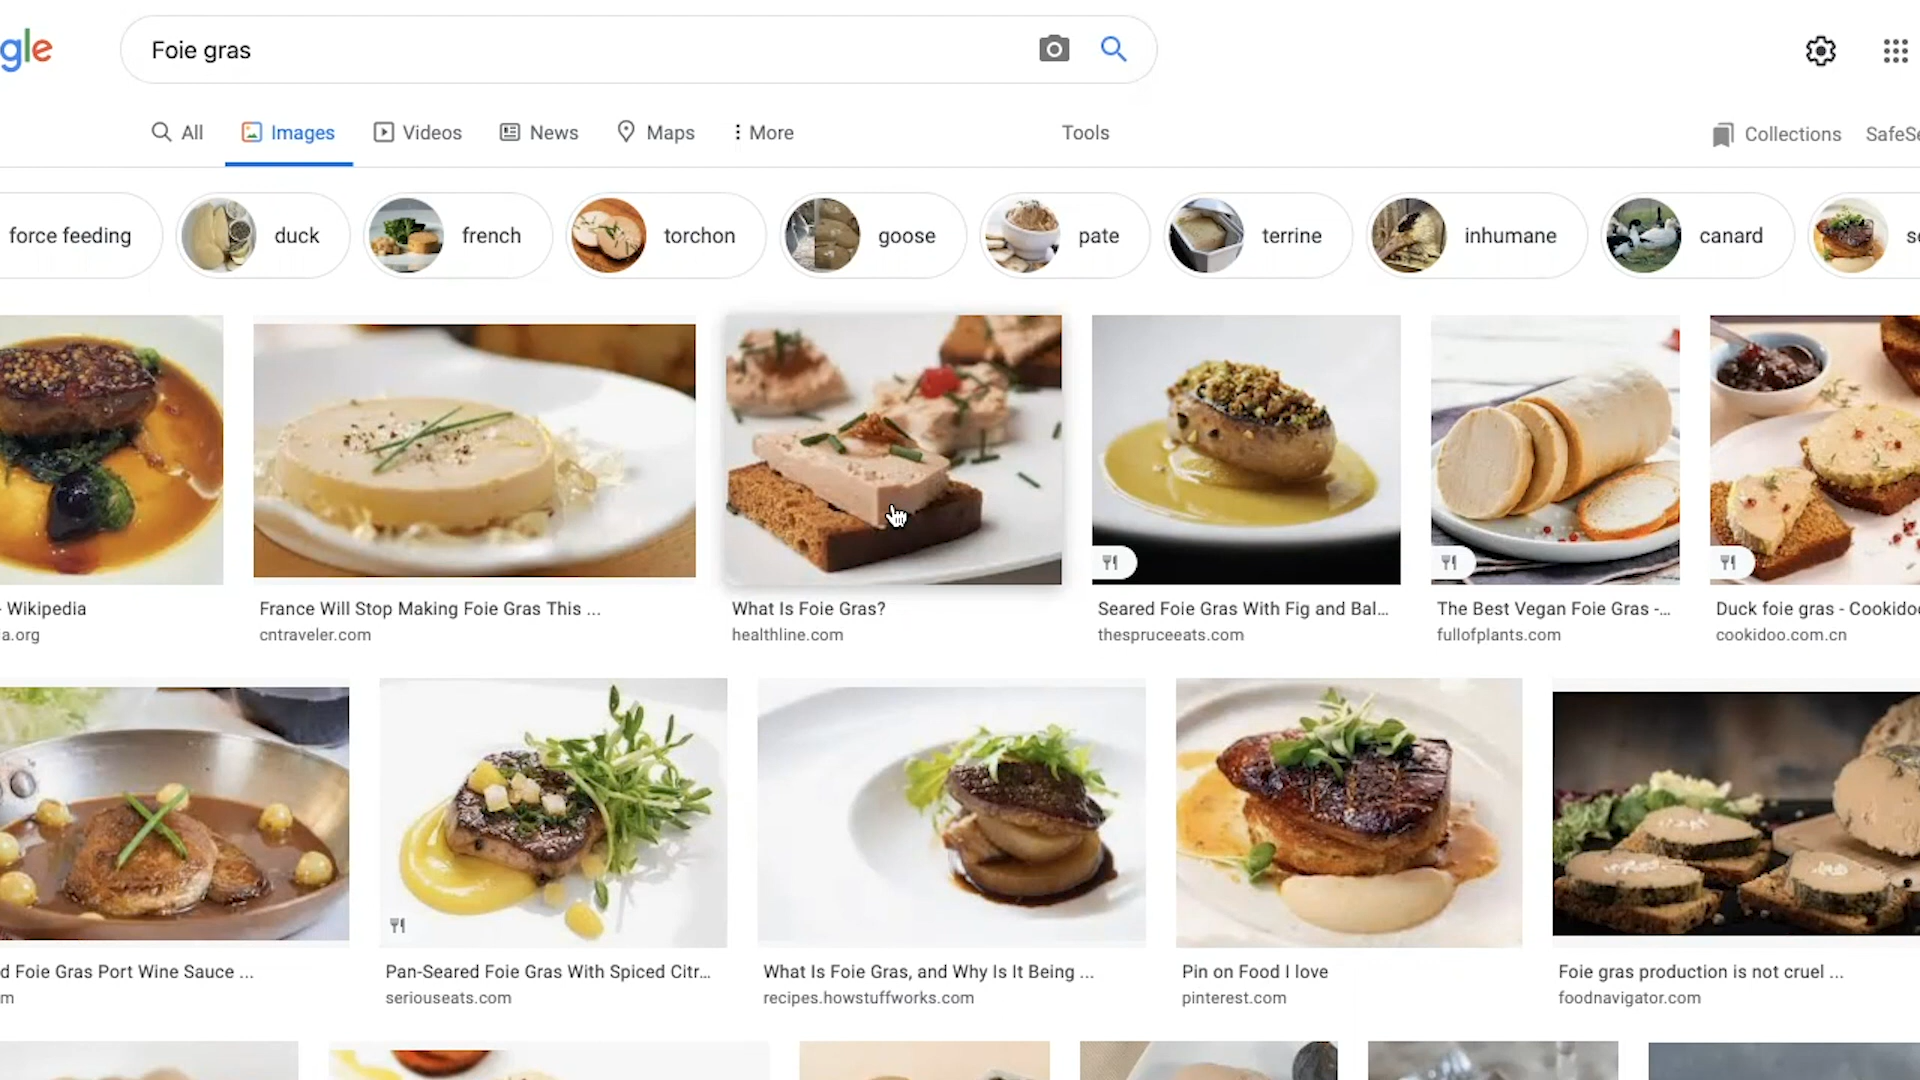 gle
Foie gras
All
Images
Videos
News
Maps
More
Tools
Collections
SafeSe
force feeding
duck
french
torchon
goose
pate
terrine
inhumane
canard
se
- Wikipedia
a.org
France Will Stop Making Foie Gras This ...
cntraveler.com
What Is Foie Gras?
healthline.com
Seared Foie Gras With Fig and Bal...
thespruceeats.com
The Best Vegan Foie Gras -...
fullofplants.com
Duck foie gras - Cookidoo
cookidoo.com.cn
d Foie Gras Port Wine Sauce ...
m
Pan-Seared Foie Gras With Spiced Citr...
seriouseats.com
What Is Foie Gras, and Why Is It Being ...
recipes.howstuffworks.com
Pin on Food I love
pinterest.com
Foie gras production is not cruel ...
foodnavigator.com